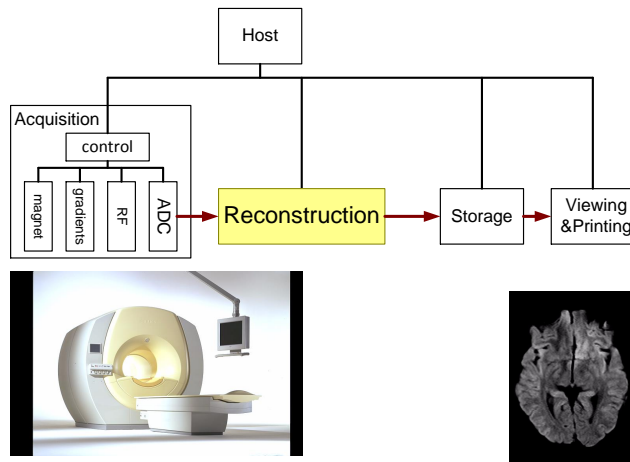 Host
Acquisition
control
magnet
gradients
RF
ADC
Reconstruction
Storage
Viewing
&Printing